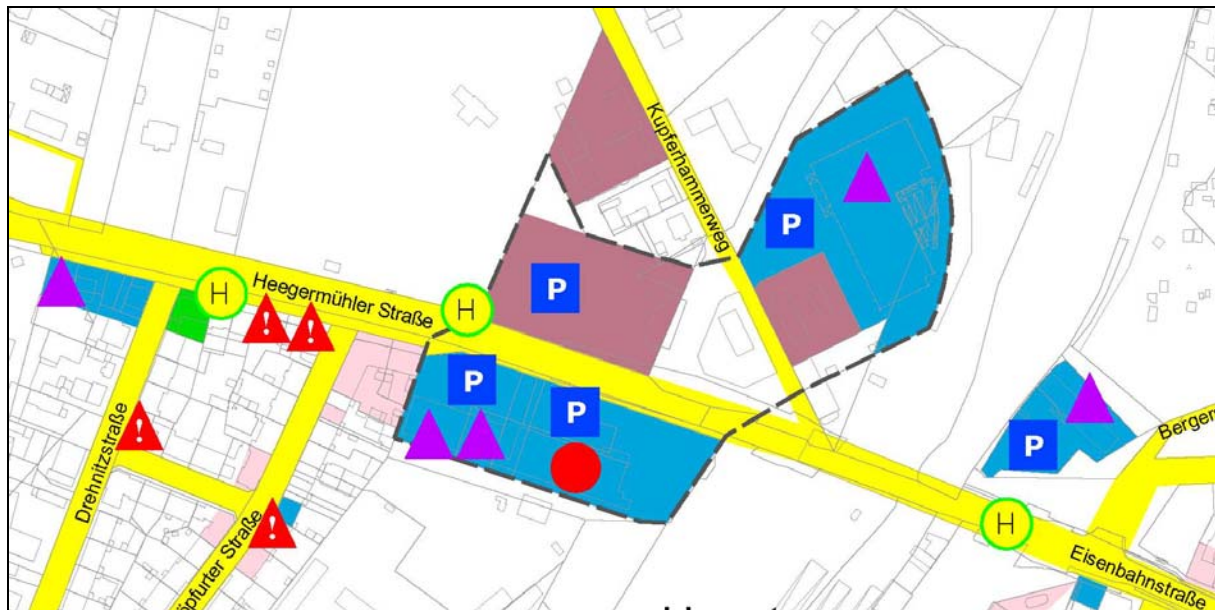 Kupferhammerweg
P
H
Heegermühler Straße
H
P
P
P
P
Drehnitzstraße
H
Eisenbahnstraße